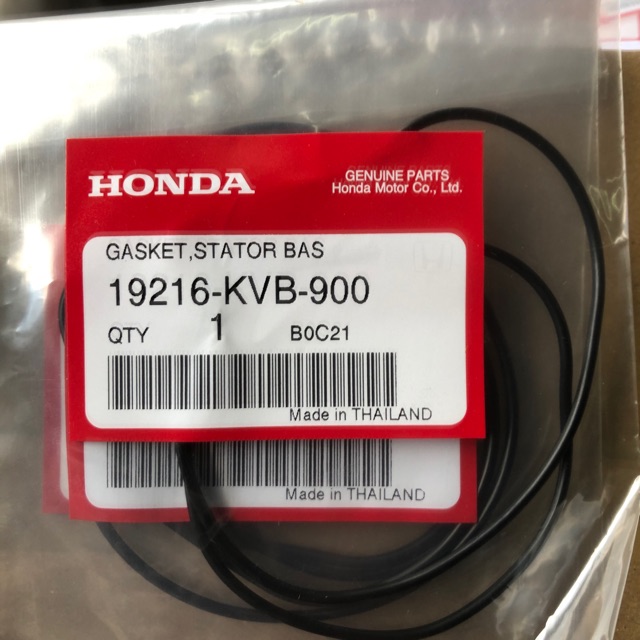 HONDA
GENUINE PARTS
Honda Motor Co., Ltd.
GASKET,STATOR BAS
19216-KVB-900
QTY 1 B0C21
Made in THAILAND
Made in THAILAND